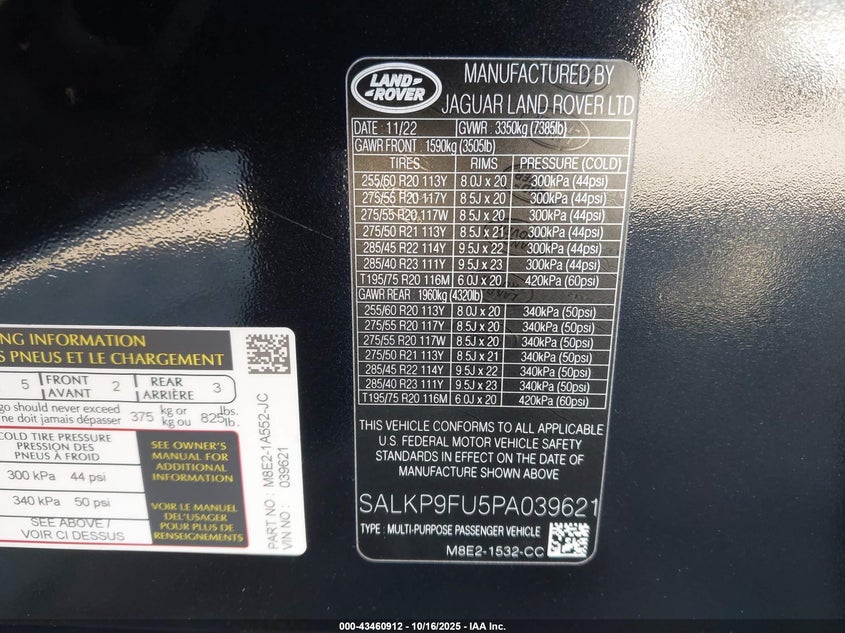 LAND-
-ROVER
MANUFACTURED BY
JAGUAR LAND ROVER LTD
DATE : 11/22 GVWR : 3350kg (7385lb)
GAWR FRONT : 1590kg (3505lb)
TIRES RIMS PRESSURE (COLD)
255/60 R20 113Y 8.0J x 20 300kPa (44psi)
275/55 R20 117Y 8.5J x 20 300kPa (44psi)
275/55 R20 117W 8.5J x 20 300kPa (44psi)
275/50 R21 113Y 8.5J x 21 300kPa (44psi)
285/45 R22 114Y 9.5J x 22 300kPa (44psi)
285/40 R23 111Y 9.5J x 23 300kPa (44psi)
T195/75 R20 116M 6.0J x 20 420kPa (60psi)
GAWR REAR : 1960kg (4320lb)
255/60 R20 113Y 8.0J x 20 340kPa (50psi)
275/55 R20 117Y 8.5J x 20 340kPa (50psi)
275/55 R20 117W 8.5J x 20 340kPa (50psi)
275/50 R21 113Y 8.5J x 21 340kPa (50psi)
285/45 R22 114Y 9.5J x 22 340kPa (50psi)
285/40 R23 111Y 9.5J x 23 340kPa (50psi)
T195/75 R20 116M 6.0J x 20 420kPa (60psi)
THIS VEHICLE CONFORMS TO ALL APPLICABLE
U.S. FEDERAL MOTOR VEHICLE SAFETY
STANDARDS IN EFFECT ON THE DATE OF
MANUFACTURE SHOWN ABOVE
SALKP9FU5PA039621
TYPE : MULTI-PURPOSE PASSENGER VEHICLE
M8E2-1532-CC
ING INFORMATION
S PNEUS ET LE CHARGEMENT
5 FRONT 2 REAR 3
AVANT ARRIÈRE
go should never exceed 375 kg or 825 lbs.
ne doit jamais dépasser kg ou lb.
COLD TIRE PRESSURE
PRESSION DES
PNEUS À FROID
300 kPa 44 psi
340 kPa 50 psi
SEE ABOVE /
VOIR CI DESSUS
SEE OWNER'S
MANUAL FOR
ADDITIONAL
INFORMATION
VOIR LE MANUEL
DE L'USAGER
POUR PLUS DE
RENSEIGNEMENTS
PART NO : M8E2-1A552-JC
VIN NO : 039621
000-43460912 - 10/16/2025 - IAA Inc.